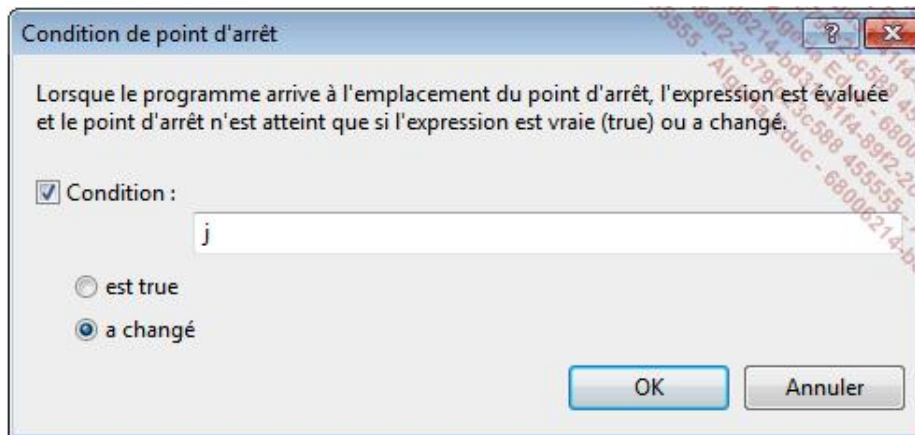 Condition de point d'arrêt
Lorsque le programme arrive à l'emplacement du point d'arrêt, l'expression est évaluée
et le point d'arrêt n'est atteint que si l'expression est vraie (true) ou a changé.
Condition :
j
est true
a changé
OK
Annuler